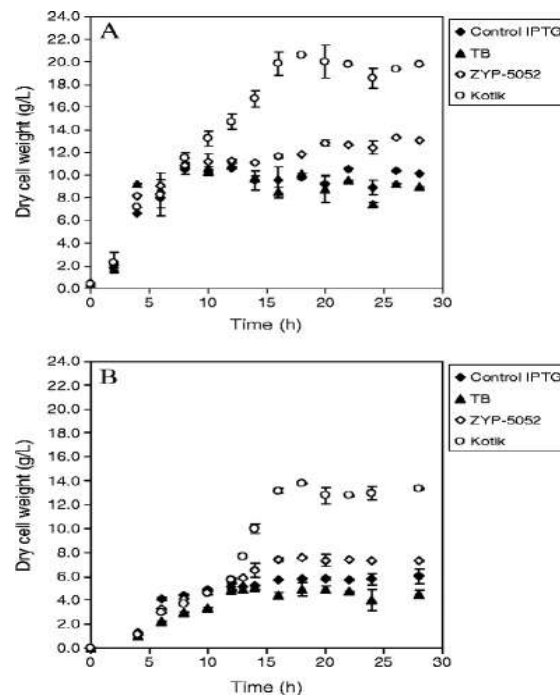 A
24.0
22.0
20.0
18.0
16.0
14.0
12.0
10.0
8.0
6.0
4.0
2.0
0.0
Dry cell weight (g/L)
0 5 10 15 20 25 30
Time (h)
Control IPTG
TB
ZYP-5052
Kotik
B
24.0
22.0
20.0
18.0
16.0
14.0
12.0
10.0
8.0
6.0
4.0
2.0
0.0
Dry cell weight (g/L)
0 5 10 15 20 25 30
Time (h)
Control IPTG
TB
ZYP-5052
Kotik